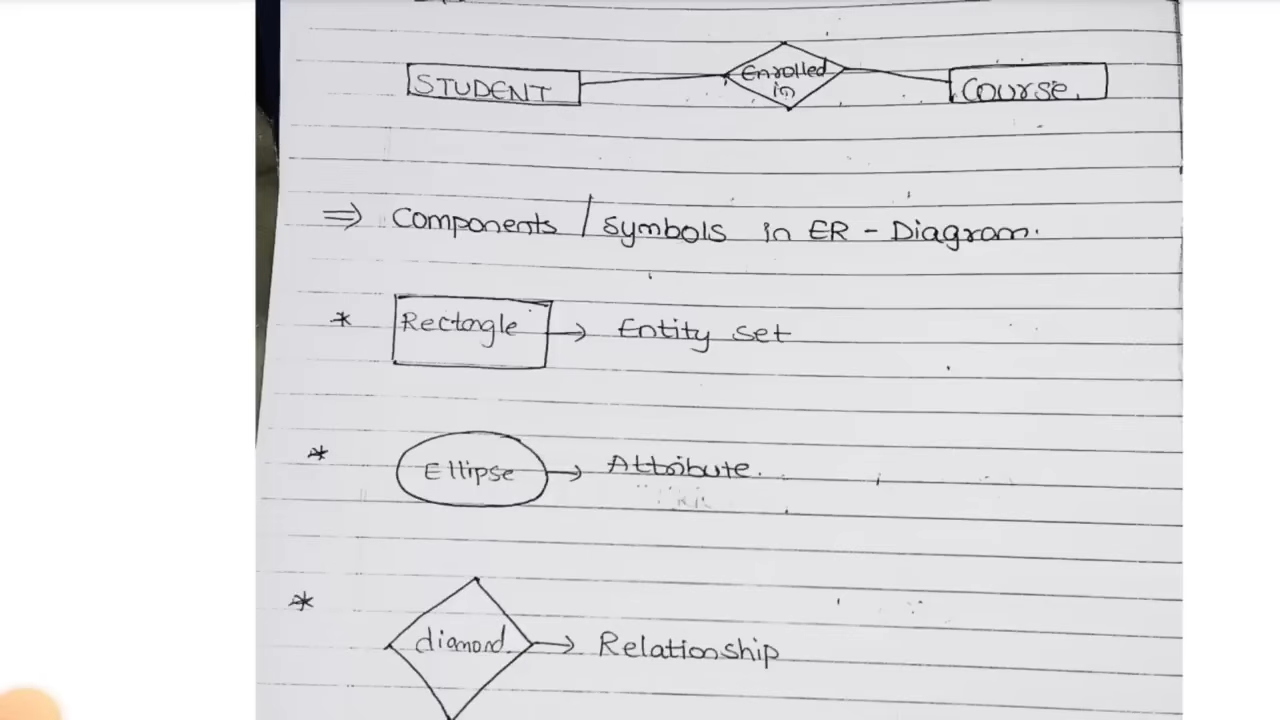 STUDENT Enrolled in Course.
⇒ Components / Symbols in ER - Diagram.
* Rectangle → Entity set
* Ellipse → Attribute.
* diamond → Relationship